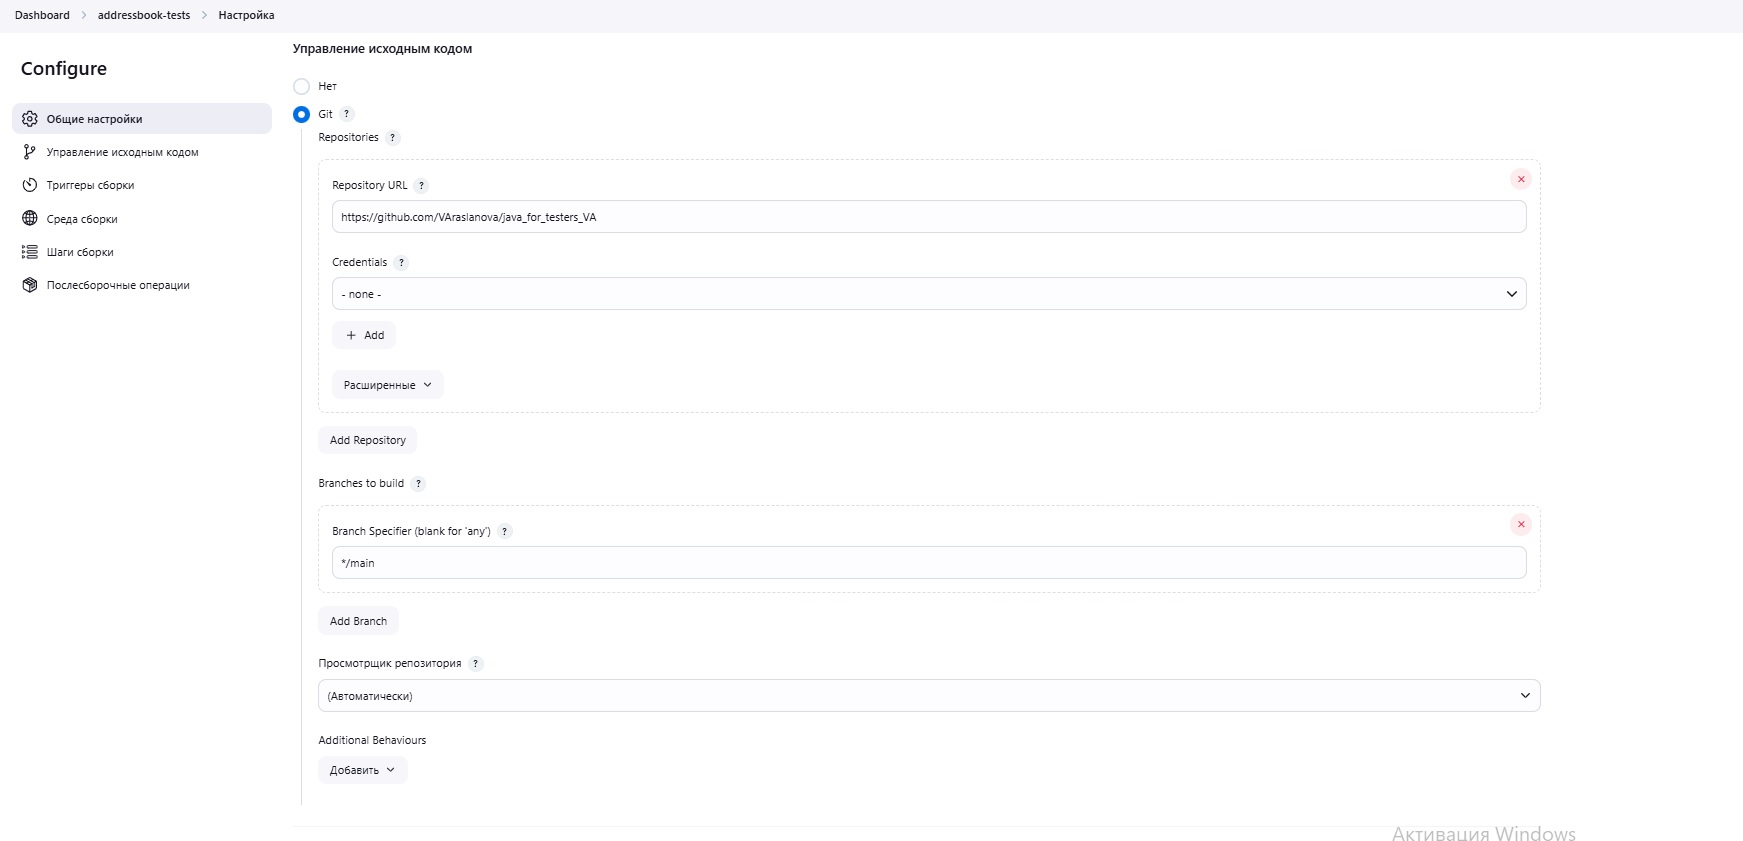 Dashboard > addressbook-tests > Настройка
Configure
Общие настройки
Управление исходным кодом
Триггеры сборки
Среда сборки
Шаги сборки
Послесборочные операции
Управление исходным кодом
Нет
Git ?
Repositories ?
Repository URL ?
https://github.com/VAraslanova/java_for_testers_VA
Credentials ?
- none -
+ Add
Расширенные
Add Repository
Branches to build ?
Branch Specifier (blank for 'any') ?
*/main
Add Branch
Просмотрщик репозитория ?
(Автоматически)
Additional Behaviours
Добавить
Активация Windows